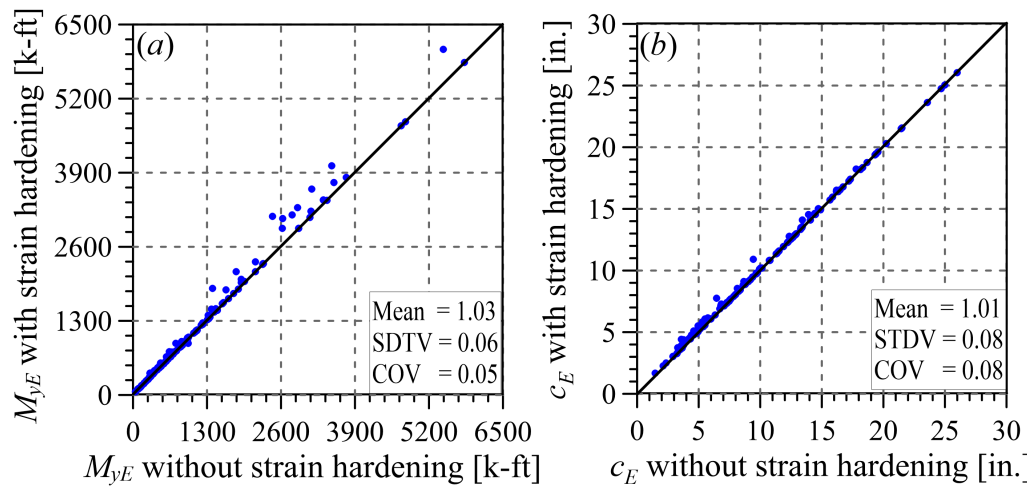 (a)
M_yE with strain hardening [k-ft]
6500
5200
3900
2600
1300
0
Mean = 1.03
SDTV = 0.06
COV = 0.05
0 1300 2600 3900 5200 6500
M_yE without strain hardening [k-ft]
(b)
c_E with strain hardening [in.]
30
25
20
15
10
5
0
Mean = 1.01
STDV = 0.08
COV = 0.08
0 5 10 15 20 25 30
c_E without strain hardening [in.]